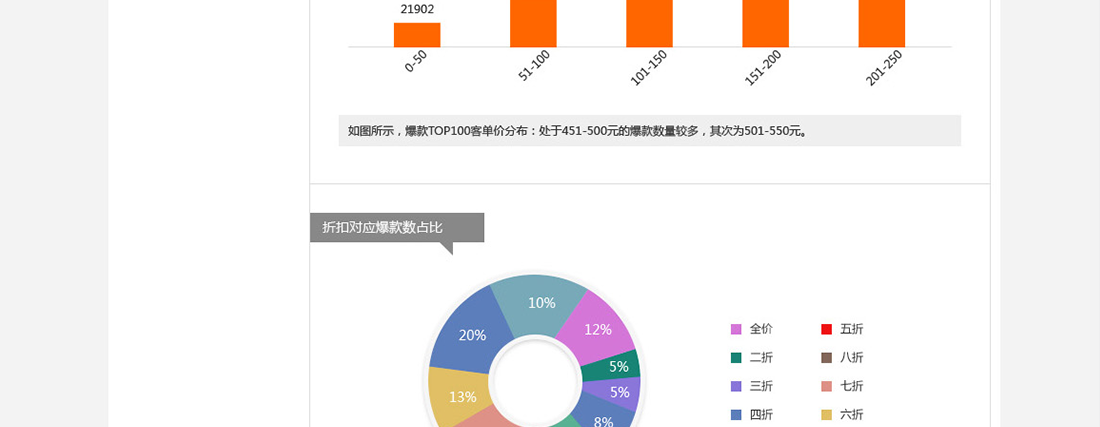 21902
0-50
51-100
101-150
151-200
201-250
如图所示，爆款TOP100客单价分布：处于451-500元的爆款数量较多，其次为501-550元。
折扣对应爆款数占比
10%
12%
20%
5%
5%
13%
8%
全价 五折
二折 八折
三折 七折
四折 六折